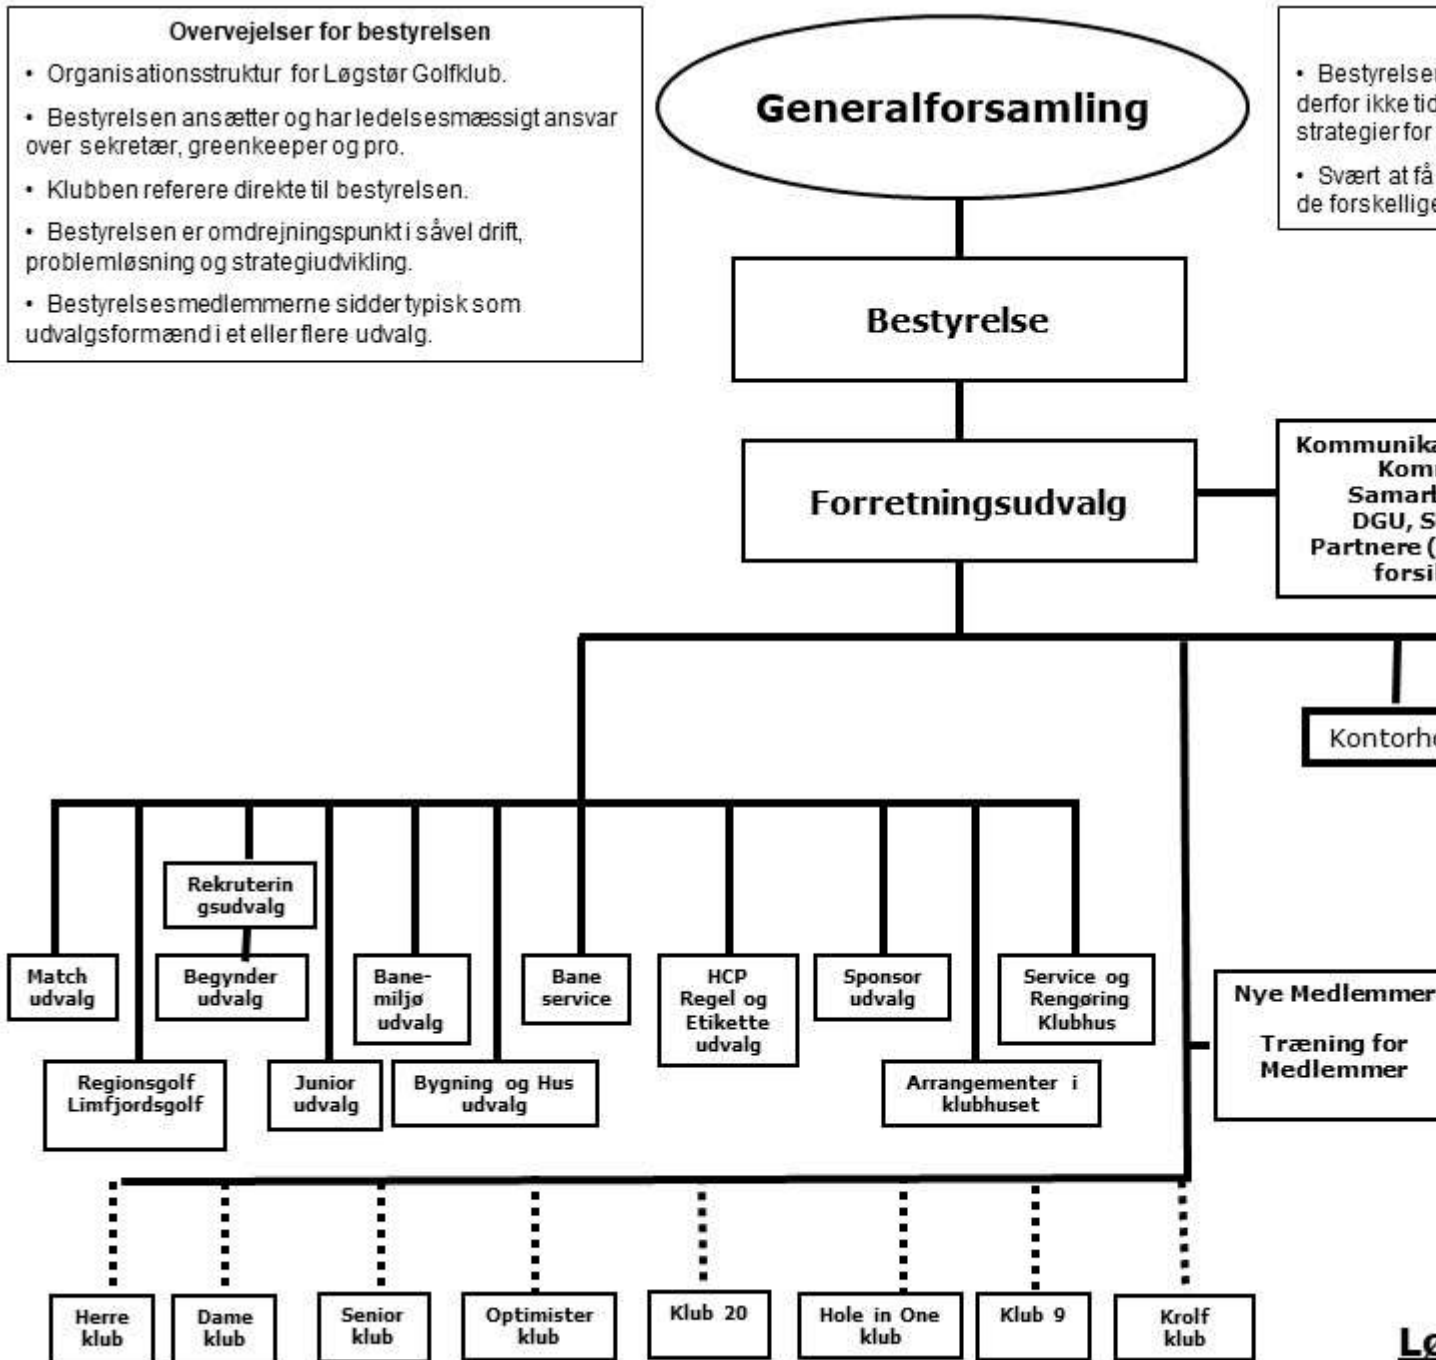 Overvejelser for bestyrelsen
• Organisationsstruktur for Løgstør Golfklub.
• Bestyrelsen ansætter og har ledelsesmæssigt ansvar
over sekretær, greenkeeper og pro.
• Klubben referere direkte til bestyrelsen.
• Bestyrelsen er omdrejningspunkt i såvel drift,
problemløsning og strategiudvikling.
• Bestyrelsesmedlemmerne sidder typisk som
udvalgsformænd i et eller flere udvalg.
Generalforsamling
• Bestyrelsen
derfor ikke tid
strategier for
• Svært at få
de forskellige
Bestyrelse
Forretningsudvalg
Samar
DGU, S
Partnere (
Rekruterin
gsudvalg
Match
udvalg
Begynder
udvalg
Bane-
miljø
udvalg
Bane
service
HCP
Regel og
Etikette
udvalg
Sponsor
udvalg
Service og
Rengøring
Klubhus
Regionsgolf
Limfjordsgolf
Junior
udvalg
Bygning og Hus
udvalg
Arrangementer i
klubhuset
Nye Medlemmer
Træning for
Medlemmer
Herre
klub
Dame
klub
Senior
klub
Optimister
klub
Klub 20
Hole in One
klub
Klub 9
Krolf
klub